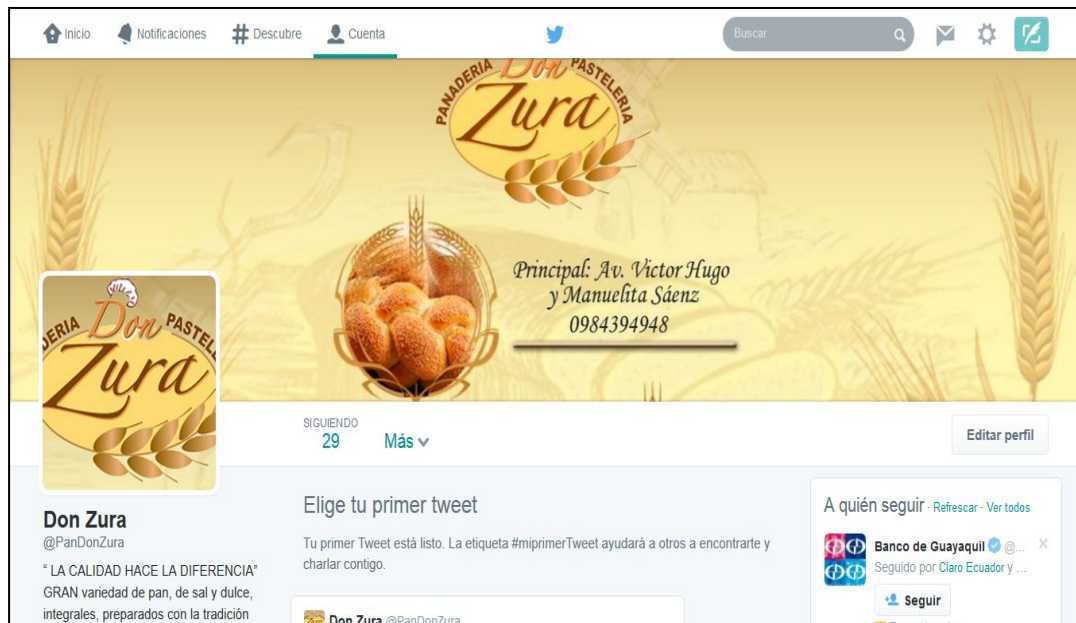 Inicio Notificaciones Descubre Cuenta Buscar
PANADERIA Don PASTELERIA
Zura
Principal: Av. Victor Hugo
y Manuelita Sáenz
0984394948
Don PASTEL
Zura
SIGUIENDO
29 Más
Editar perfil
Don Zura
@PanDonZura
“ LA CALIDAD HACE LA DIFERENCIA”
GRAN variedad de pan, de sal y dulce,
integrales, preparados con la tradición
Elige tu primer tweet
Tu primer Tweet está listo. La etiqueta #miprimerTweet ayudará a otros a encontrarte y
charlar contigo.
Don Zura @PanDonZura
A quién seguir · Refrescar · Ver todos
Banco de Guayaquil @...
Seguido por Claro Ecuador y ...
Seguir